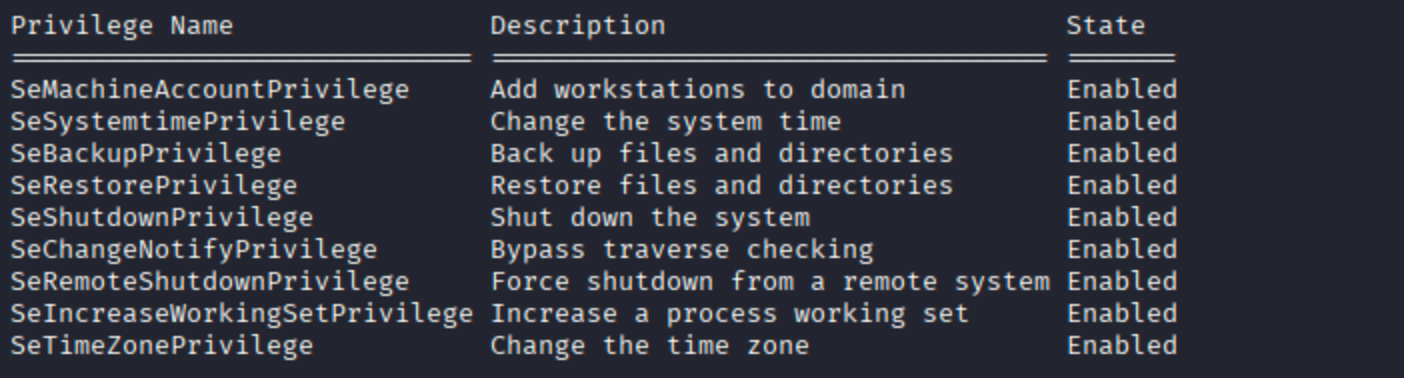 Privilege Name Description State
============================= =================================== =======
SeMachineAccountPrivilege Add workstations to domain Enabled
SeSystemtimePrivilege Change the system time Enabled
SeBackupPrivilege Back up files and directories Enabled
SeRestorePrivilege Restore files and directories Enabled
SeShutdownPrivilege Shut down the system Enabled
SeChangeNotifyPrivilege Bypass traverse checking Enabled
SeRemoteShutdownPrivilege Force shutdown from a remote system Enabled
SeIncreaseWorkingSetPrivilege Increase a process working set Enabled
SeTimeZonePrivilege Change the time zone Enabled